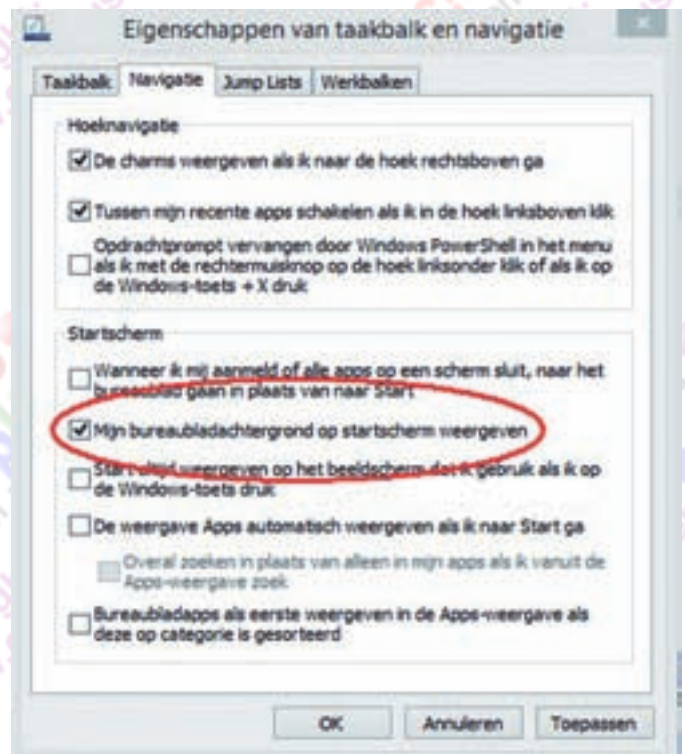 Eigenschappen van taakbalk en navigatie
Taakbalk Navigatie Jump Lists Werkbalken
Hoeknavigatie
De charms weergeven als ik naar de hoek rechtsboven ga
Tussen mijn recente apps schakelen als ik in de hoek linksboven klik
Opdrachtprompt vervangen door Windows PowerShell in het menu
als ik met de rechtermuisknop op de hoek linksonder klik of als ik op
de Windows-toets + X druk
Startscherm
Wanneer ik mij aanmeld of alle apps op een scherm sluit, naar het
bureaublad gaan in plaats van naar Start
Mijn bureaubladachtergrond op startscherm weergeven
Start altijd weergeven op het beeldscherm dat ik gebruik als ik op
de Windows-toets druk
De weergave Apps automatisch weergeven als ik naar Start ga
Overal zoeken in plaats van alleen in mijn apps als ik vanuit de
Apps-weergave zoek
Bureaubladapps als eerste weergeven in de Apps-weergave als
deze op categorie is gesorteerd
OK Annuleren Toepassen